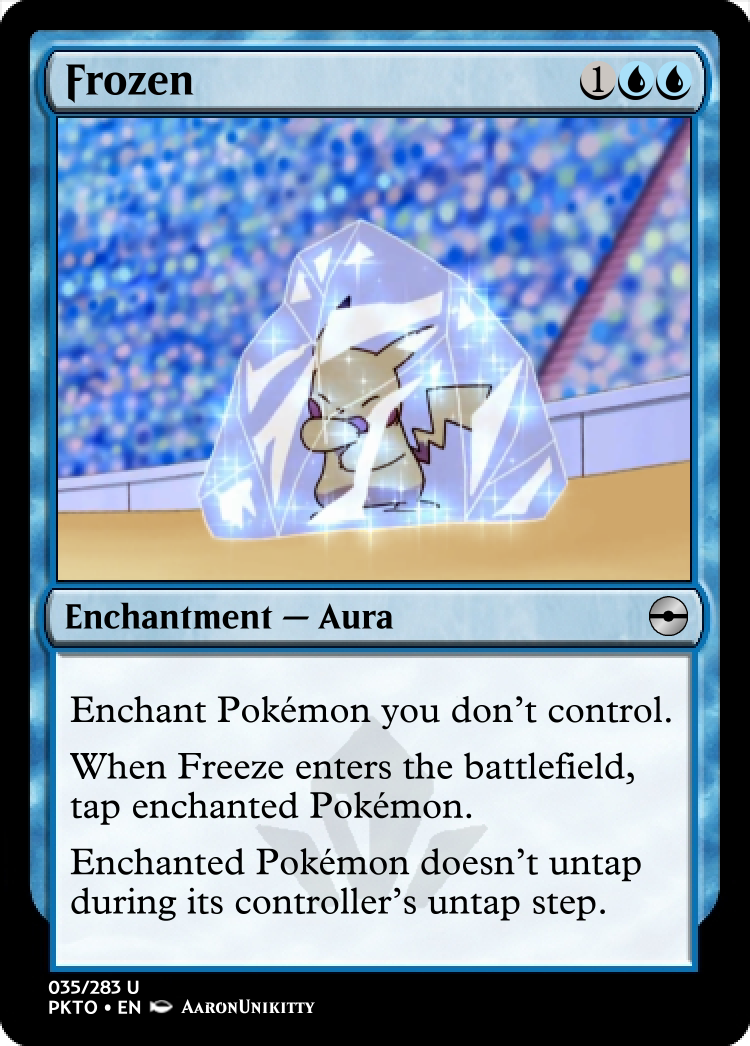 Frozen 1
Enchantment — Aura
Enchant Pokémon you don't control.
When Freeze enters the battlefield,
tap enchanted Pokémon.
Enchanted Pokémon doesn't untap
during its controller's untap step.
035/283 U
PKTO • EN AARONUNIKITTY